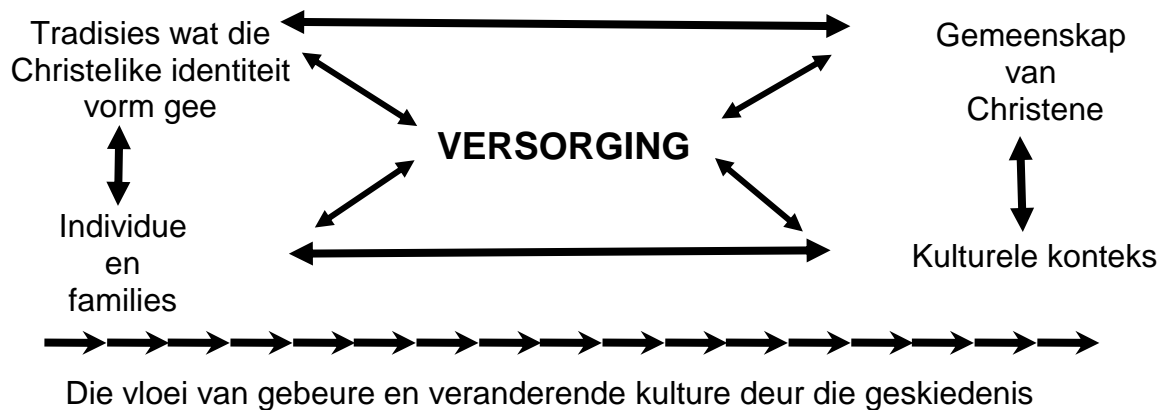 Tradisies wat die
Christelike identiteit
vorm gee
Gemeenskap
van
Christene
VERSORGING
Individue
en
families
Kulturele konteks
Die vloei van gebeure en veranderende kulture deur die geskiedenis